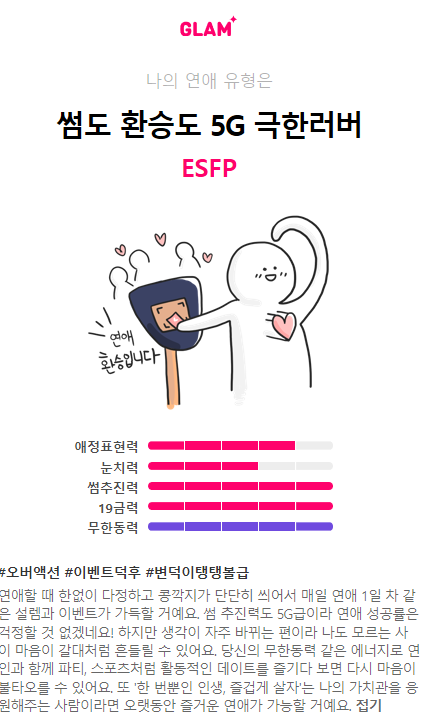 GLAM
나의 연애 유형은
썸도 환승도 5G 극한러버
ESFP
연애
환승입니다
애정표현력
눈치력
썸추진력
19금력
무한동력
#오버액션 #이벤트덕후 #변덕이탱탱볼급
연애할 때 한없이 다정하고 콩깍지가 단단히 씌어서 매일 연애 1일 차 같
은 설렘과 이벤트가 가득할 거예요. 썸 추진력도 5G급이라 연애 성공률은
걱정할 것 없겠네요! 하지만 생각이 자주 바뀌는 편이라 나도 모르는 사
이 마음이 갈대처럼 흔들릴 수 있어요. 당신의 무한동력 같은 에너지로 연
인과 함께 파티, 스포츠처럼 활동적인 데이트를 즐기다 보면 다시 마음이
불타오를 수 있어요. 또 '한 번뿐인 인생, 즐겁게 살자'는 나의 가치관을 응
원해주는 사람이라면 오랫동안 즐거운 연애가 가능할 거예요. 접기